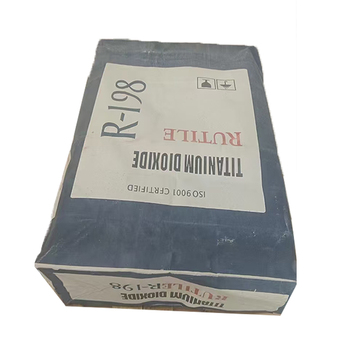 R-198
RUTILE
TITANIUM DIOXIDE
ISO 9001 CERTIFIED
TITANIUM DIOXIDE
RUTILE R-198